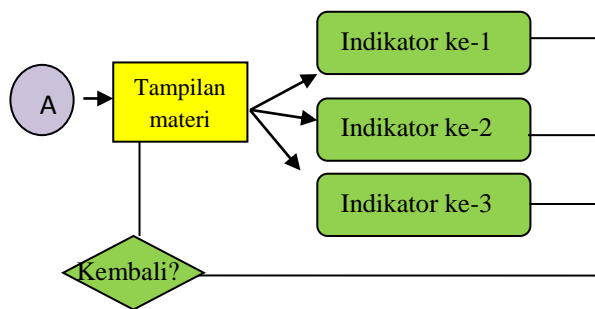 A
Tampilan
materi
Indikator ke-1
Indikator ke-2
Indikator ke-3
Kembali?